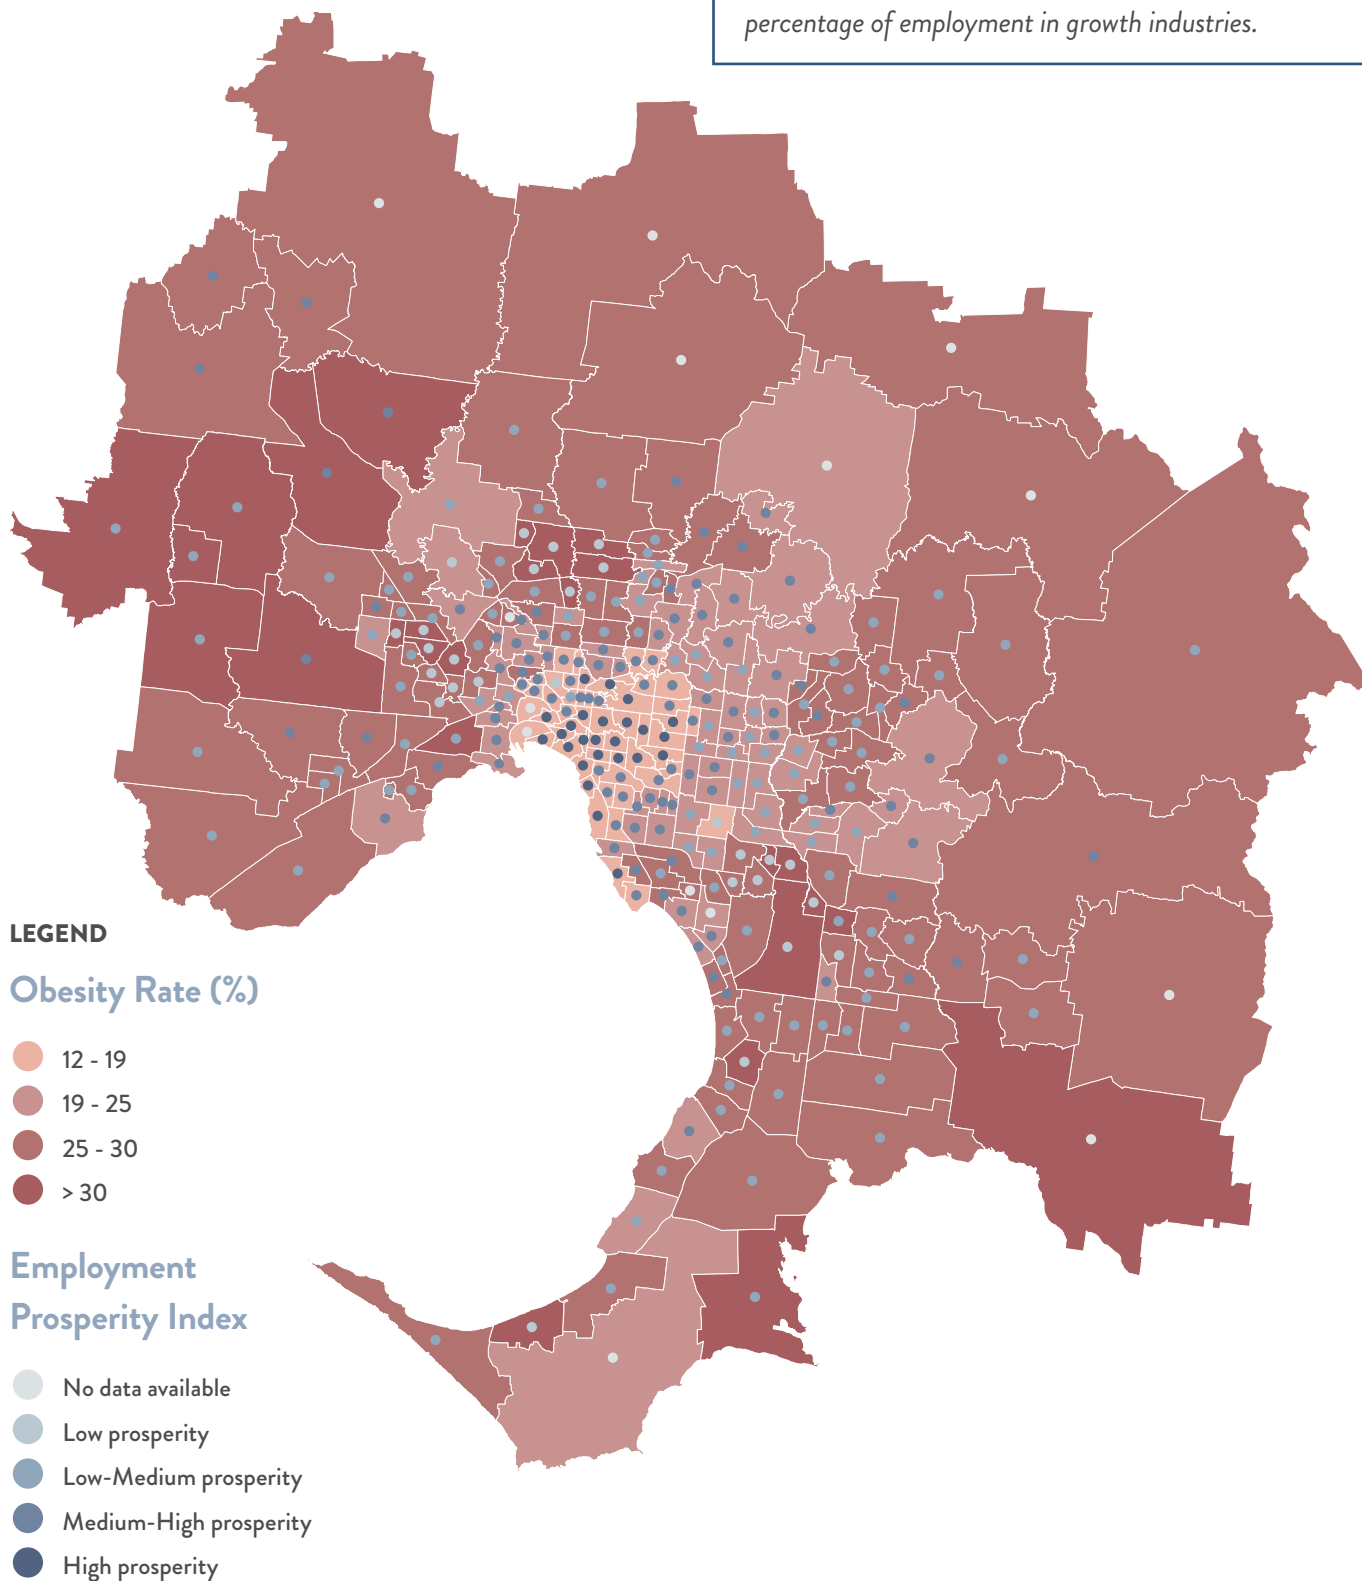 percentage of employment in growth industries.
LEGEND
Obesity Rate (%)
12 - 19
19 - 25
25 - 30
> 30
Employment
Prosperity Index
No data available
Low prosperity
Low-Medium prosperity
Medium-High prosperity
High prosperity